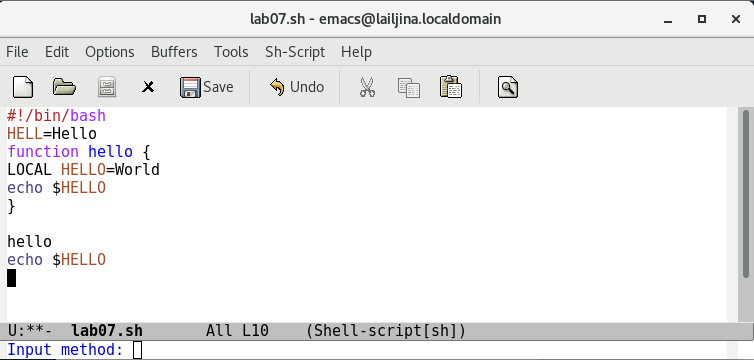 lab07.sh - emacs@lailjina.localdomain
File Edit Options Buffers Tools Sh-Script Help
Save Undo
#!/bin/bash
HELL=Hello
function hello {
LOCAL HELLO=World
echo $HELLO
}
hello
echo $HELLO
U:**- lab07.sh All L10 (Shell-script[sh])
Input method: